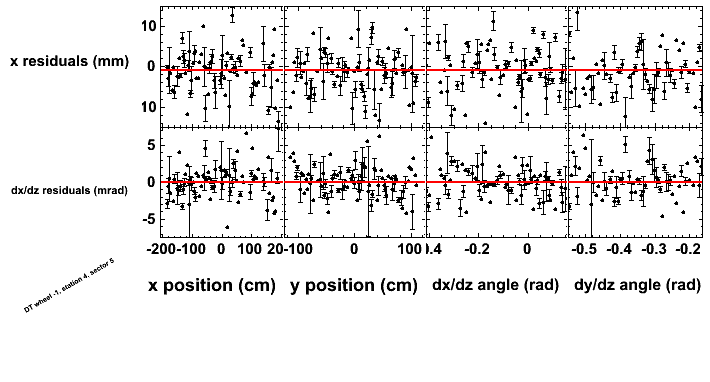 10
x residuals (mm)
0
10
5
dx/dz residuals (mrad)
0
-5
-200-100 0 100 20-100 0 100 1.4 -0.2 0 -0.5 -0.4 -0.3 -0.2
x position (cm) y position (cm) dx/dz angle (rad) dy/dz angle (rad)
DT wheel -1, station 4, sector 5